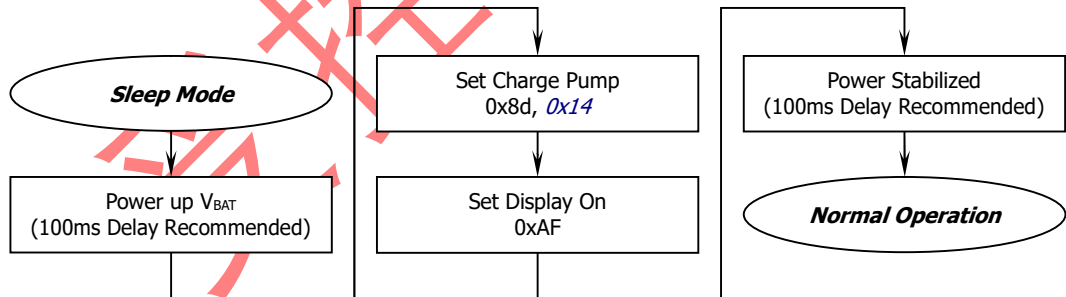 Sleep Mode
Power up VBAT
(100ms Delay Recommended)
Set Charge Pump
0x8d, 0x14
Set Display On
0xAF
Power Stabilized
(100ms Delay Recommended)
Normal Operation